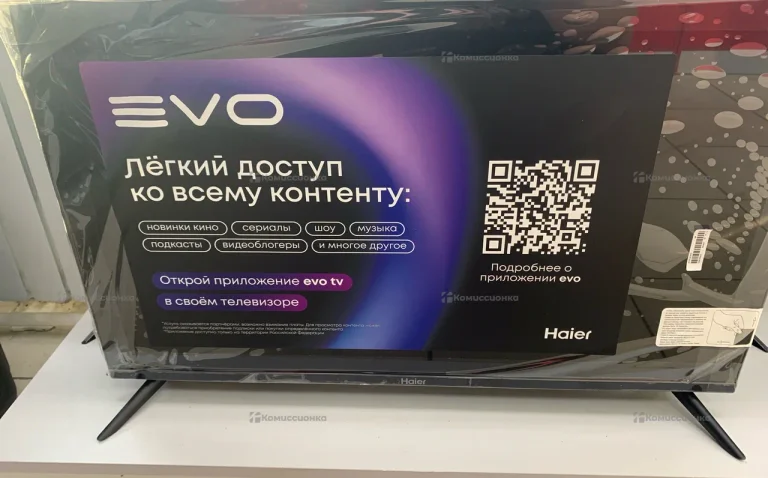 EVO
Лёгкий доступ
ко всему контенту:
новинки кино сериалы шоу музыка
подкасты видеоблогеры и многое другое
Открой приложение evo tv
в своём телевизоре
Подробнее о
приложении evo
Haier
Haier
Комиссионка
Комиссионка
Комиссионка
Комиссионка
Комиссионка
Комиссионка